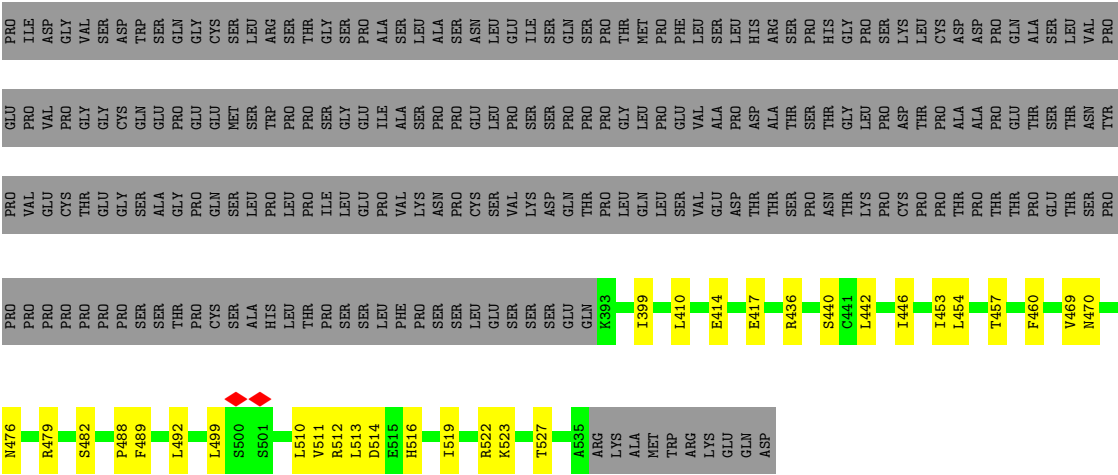 PRO ILE ASP GLY VAL SER ASP TRP SER GLN GLY CYS SER LEU ARG SER THR GLY SER PRO ALA SER LEU ALA SER ASN LEU GLU ILE SER GLN SER PRO THR MET PRO PHE LEU SER LEU HIS ARG SER PRO HIS GLY PRO SER LYS LEU CYS ASP ASP PRO GLN ALA SER LEU VAL PRO
GLU PRO VAL PRO GLY GLY CYS GLN GLU PRO GLU GLU MET SER TRP PRO PRO SER GLY GLU ILE ALA SER PRO PRO GLU LEU PRO SER SER PRO PRO PRO GLY LEU PRO GLU VAL ALA PRO ASP ALA THR SER THR GLY LEU PRO ASP THR PRO ALA ALA PRO GLU THR SER THR ASN TYR
PRO VAL GLU CYS THR GLU GLY SER ALA GLY PRO GLN SER LEU PRO LEU PRO ILE LEU GLU PRO VAL LYS ASN PRO CYS SER VAL LYS ASP GLN THR PRO LEU GLN LEU SER VAL GLU ASP THR THR SER PRO ASN THR LYS PRO CYS PRO PRO THR PRO THR THR PRO GLU THR SER PRO
PRO PRO PRO PRO PRO PRO PRO SER SER THR PRO CYS SER ALA HIS LEU THR PRO SER SER LEU PHE PRO SER SER LEU GLU SER SER SER GLU GLN K393 I399 L410 E414 E417 R436 S440 C441 L442 I446 I453 L454 T457 F460 V469 N470
N476 R479 S482 P488 F489 L492 L499 S500 S501 L510 V511 R512 L513 D514 E515 H516 I519 R522 K523 T527 A535 ARG LYS ALA MET TRP ARG LYS GLU GLN ASP